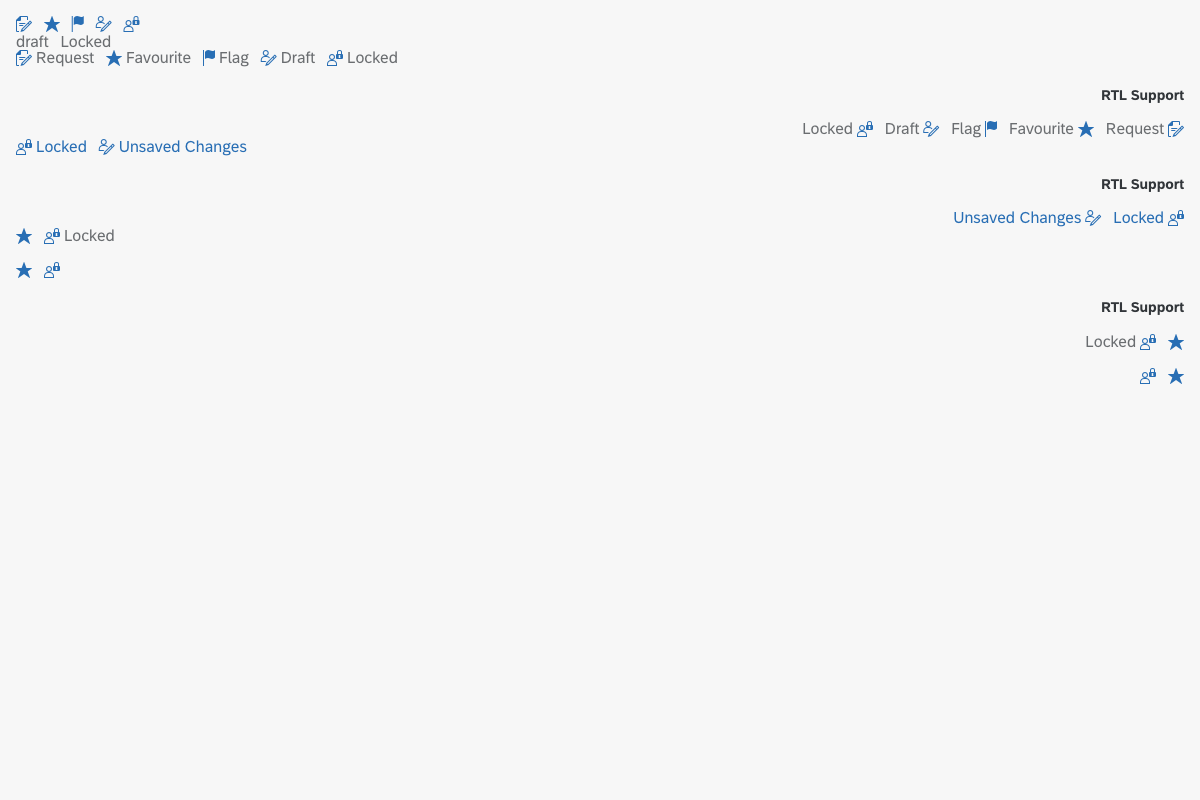 draft Locked
Request Favourite Flag Draft Locked
RTL Support
Locked Draft Flag Favourite Request
Locked Unsaved Changes
RTL Support
Unsaved Changes Locked
Locked
RTL Support
Locked